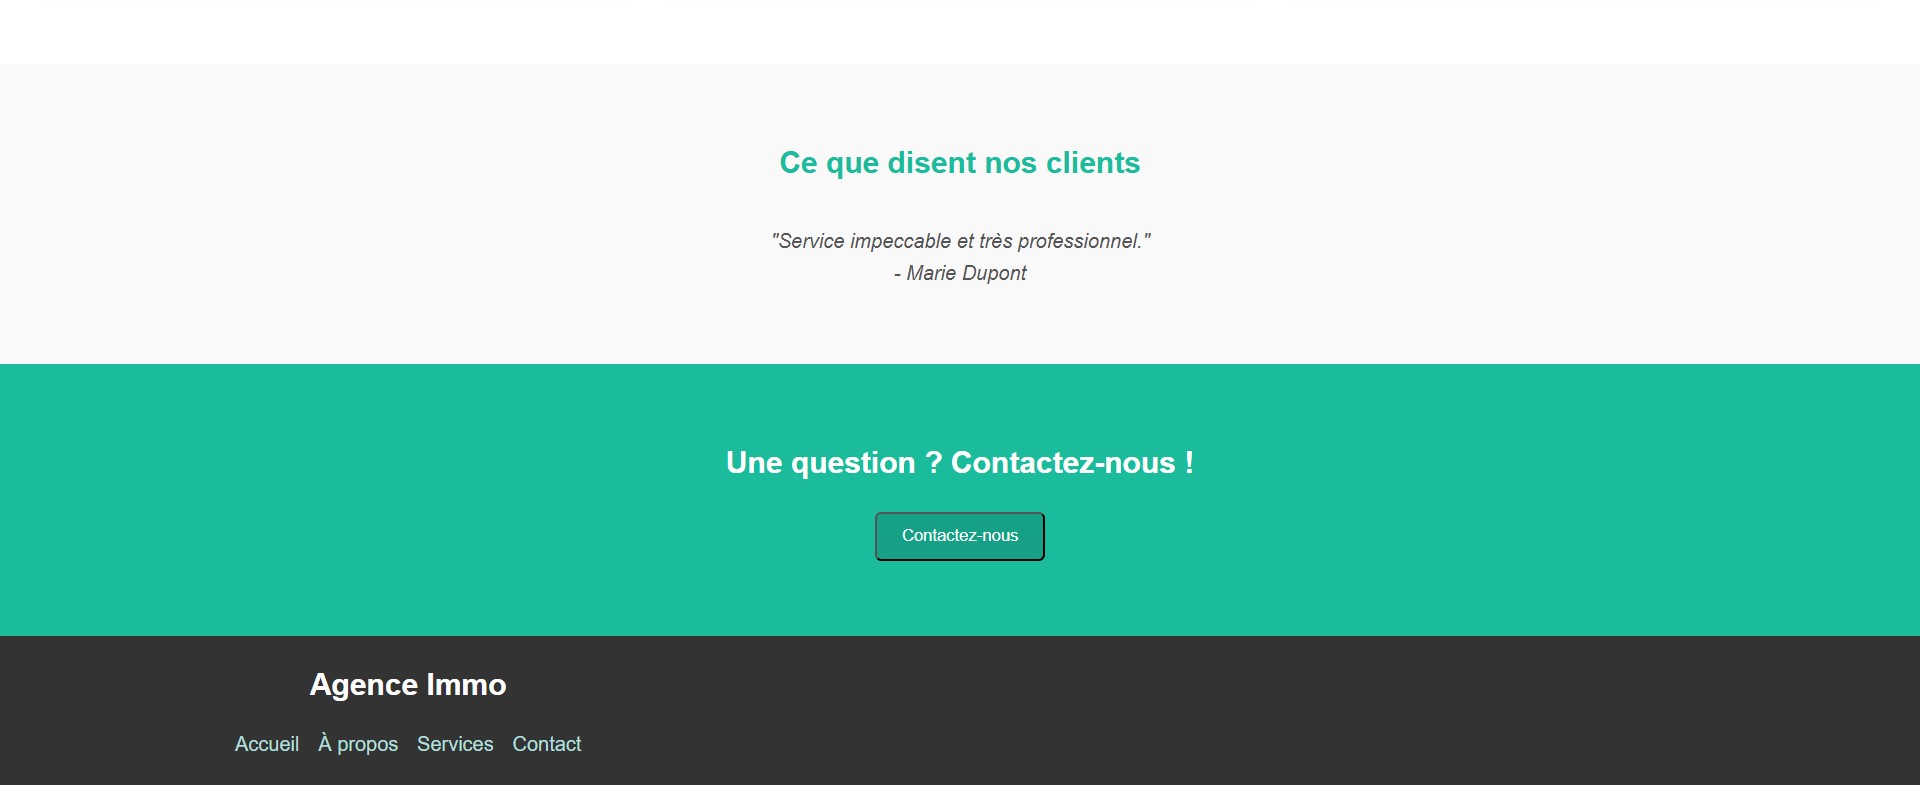 Ce que disent nos clients
"Service impeccable et très professionnel."
- Marie Dupont
Une question ? Contactez-nous !
Contactez-nous
Agence Immo
Accueil À propos Services Contact